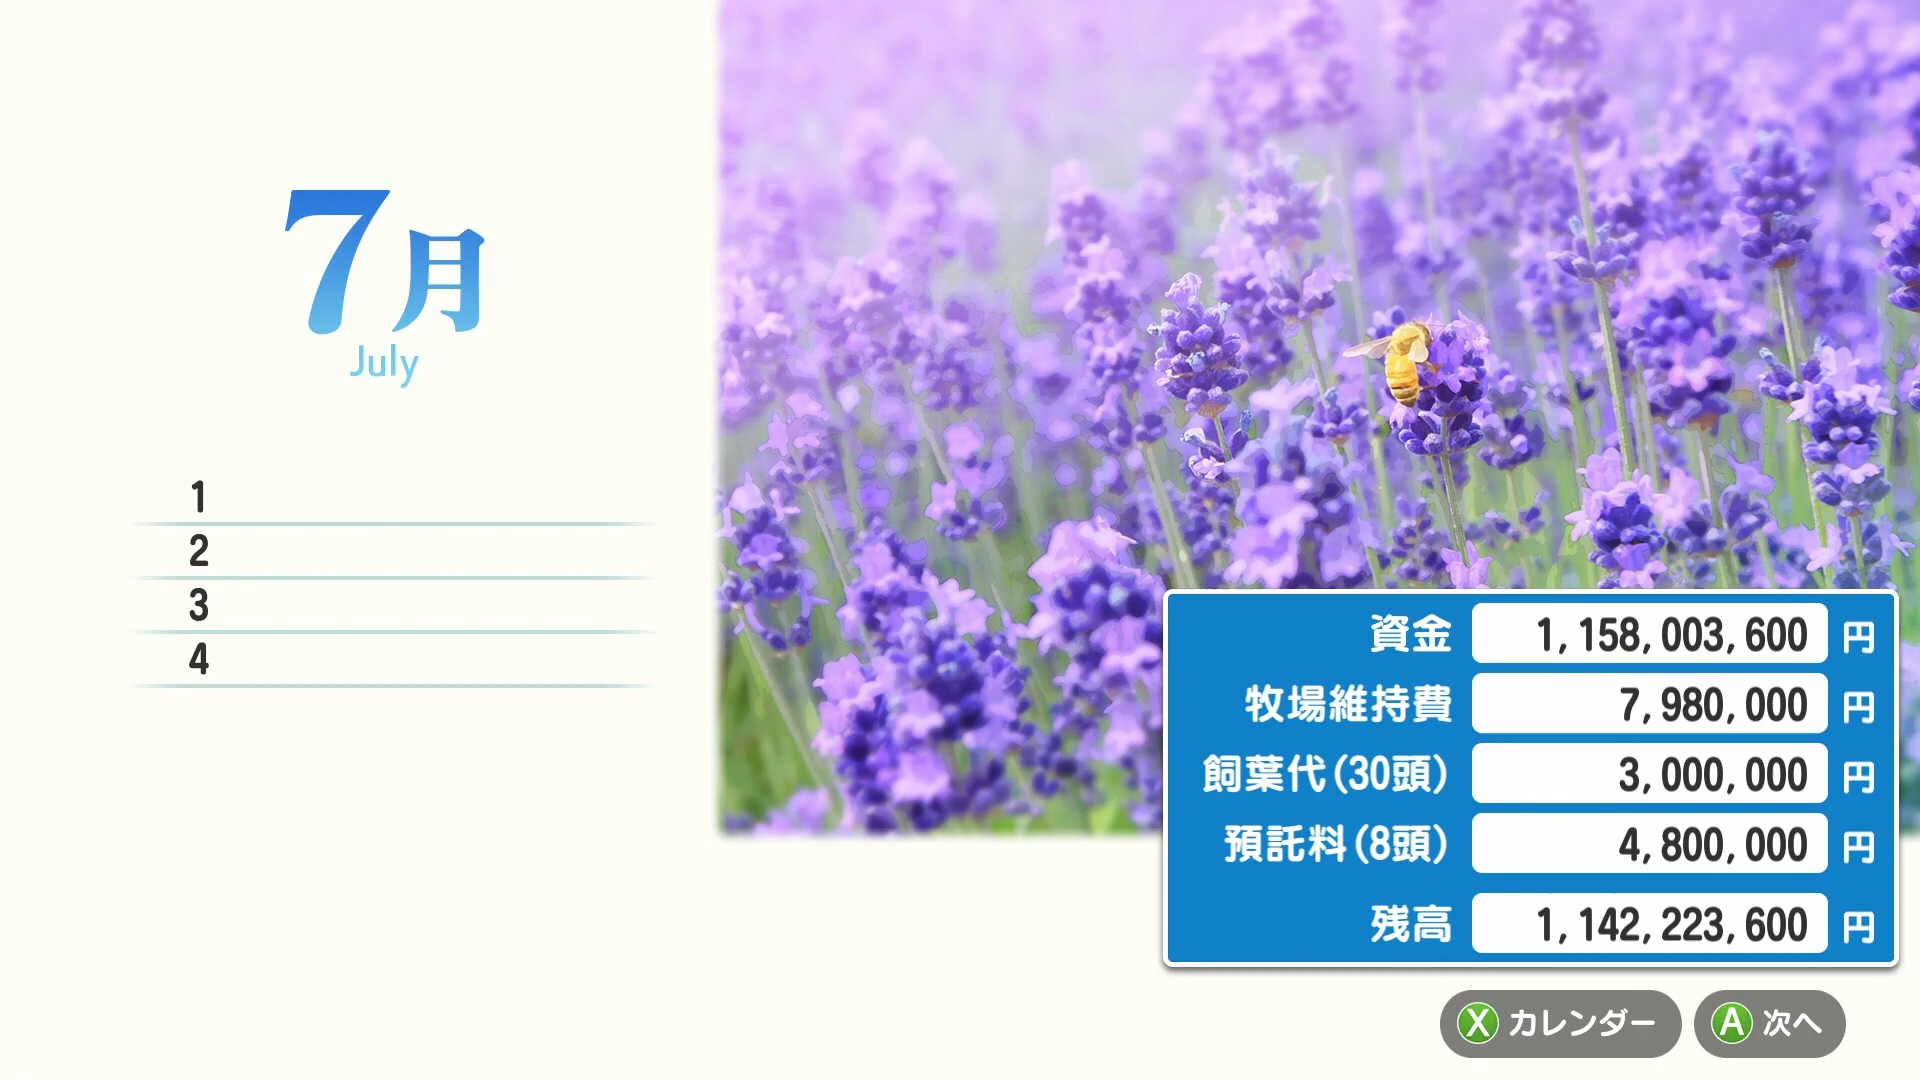 7月
July
1
2
3
4
資金 1,158,003,600 円
牧場維持費 7,980,000 円
飼葉代(30頭) 3,000,000 円
預託料(8頭) 4,800,000 円
残高 1,142,223,600 円
X カレンダー A 次へ